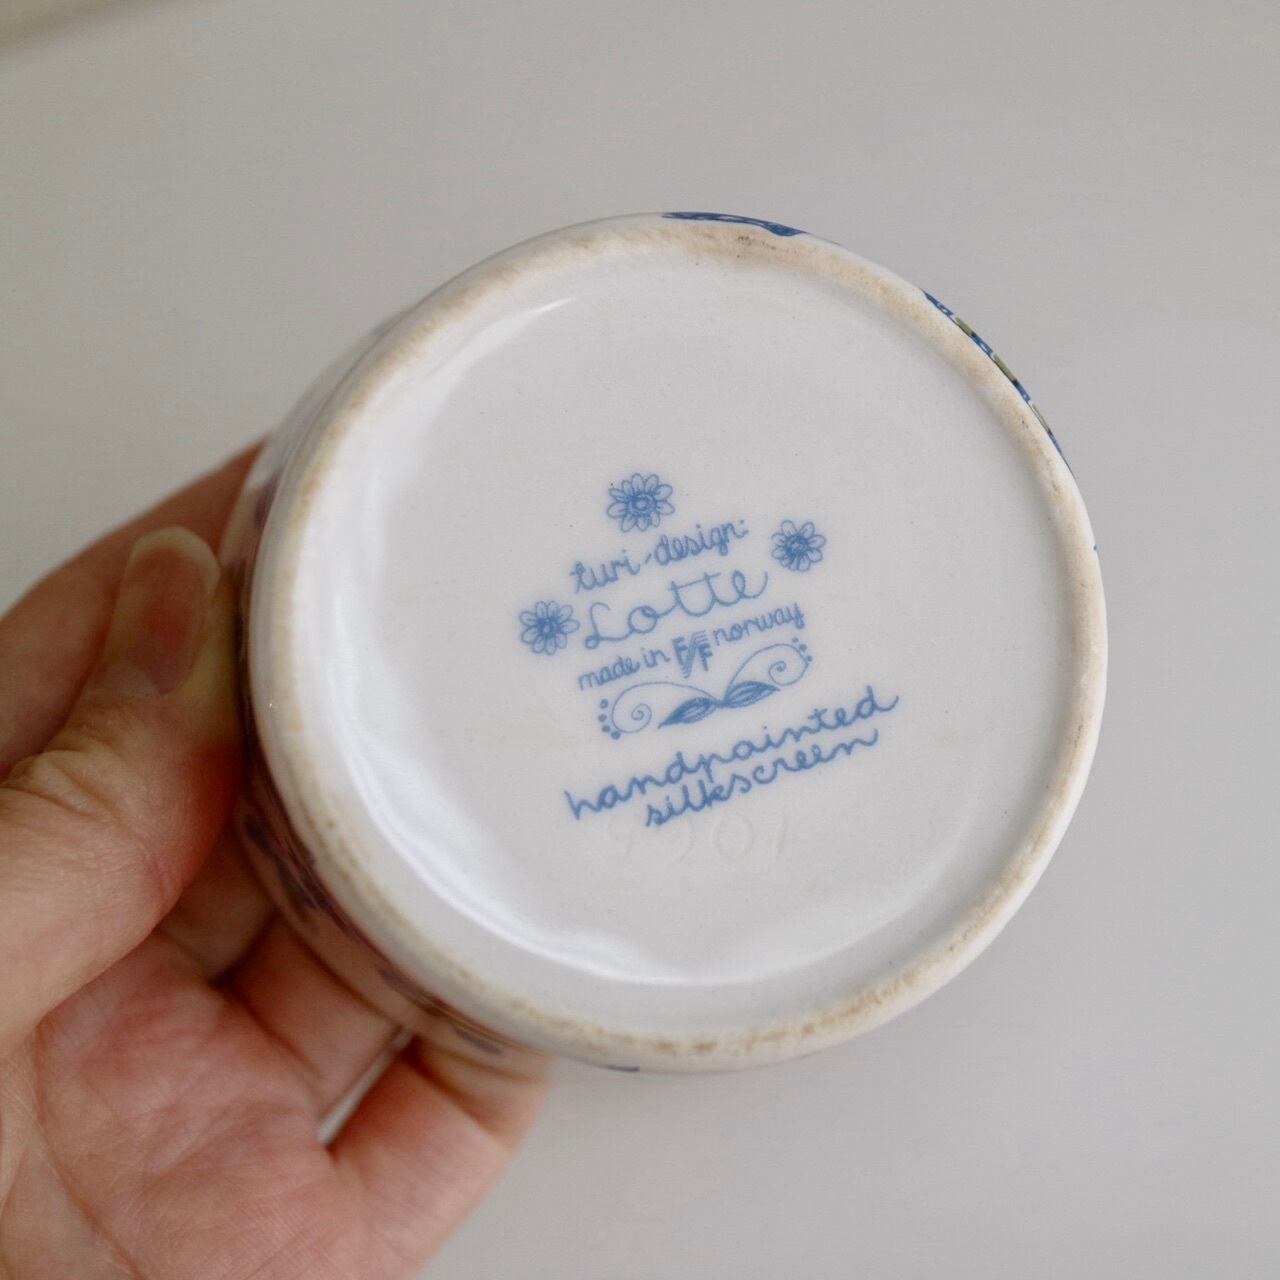 turi-design:
Lotte
made in F/F norway
handpainted
silkscreen